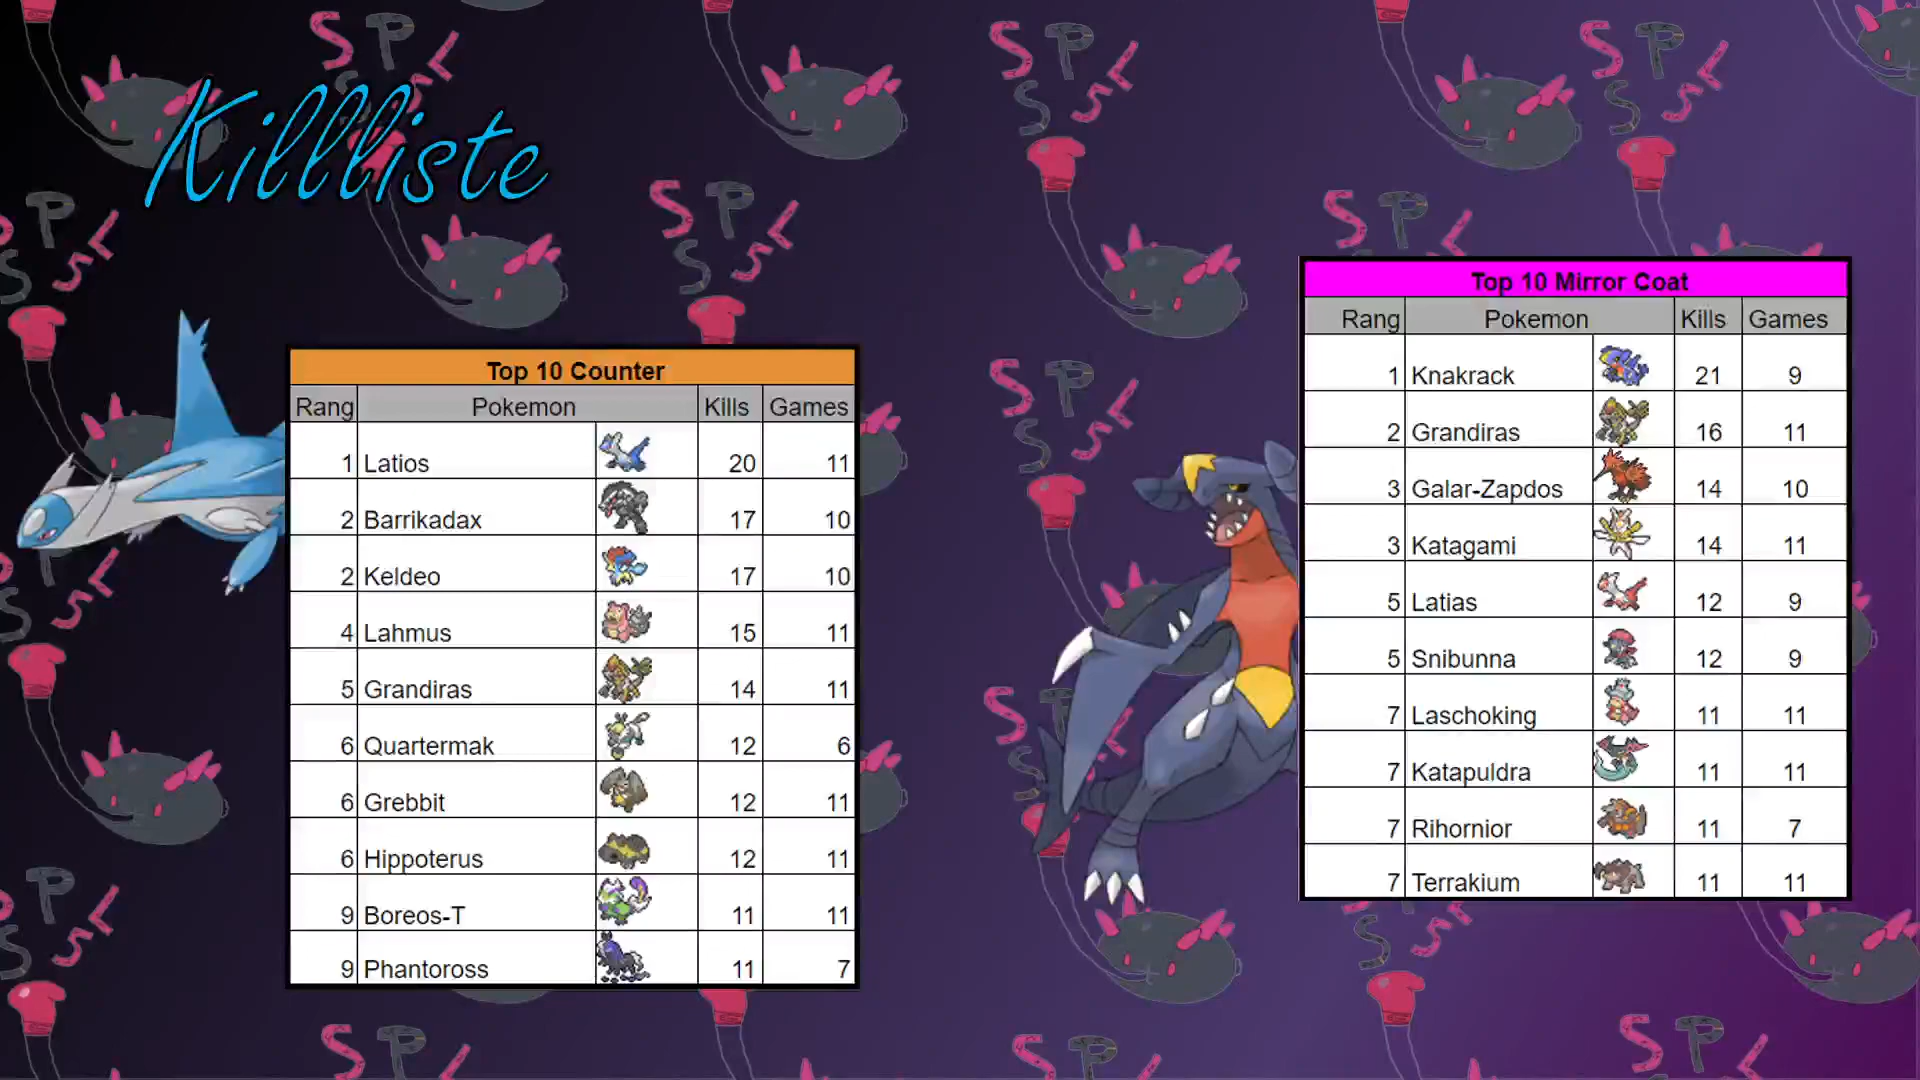 Killliste
Top 10 Counter
Rang Pokemon Kills Games
1 Latios 20 11
2 Barrikadax 17 10
2 Keldeo 17 10
4 Lahmus 15 11
5 Grandiras 14 11
6 Quartermak 12 6
6 Grebbit 12 11
6 Hippoterus 12 11
9 Boreos-T 11 11
9 Phantoross 11 7
Top 10 Mirror Coat
Rang Pokemon Kills Games
1 Knakrack 21 9
2 Grandiras 16 11
3 Galar-Zapdos 14 10
3 Katagami 14 11
5 Latias 12 9
5 Snibunna 12 9
7 Laschoking 11 11
7 Katapuldra 11 11
7 Rihornior 11 7
7 Terrakium 11 11
SPL
S5